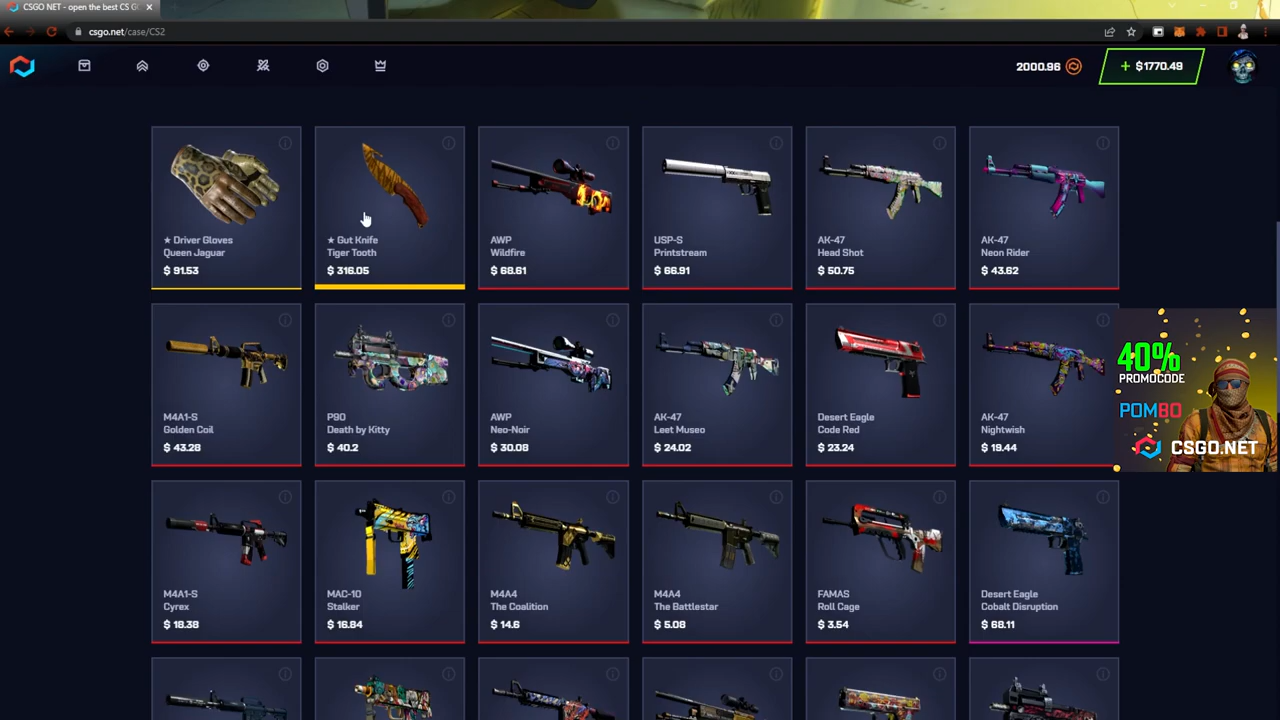 CSGO NET - open the best CS G
csgo.net/case/CS2
2000.96
+ $1770.49
★ Driver Gloves
Queen Jaguar
$ 91.53
★ Gut Knife
Tiger Tooth
$ 316.05
AWP
Wildfire
$ 66.61
USP-S
Printstream
$ 66.91
AK-47
Head Shot
$ 50.75
AK-47
Neon Rider
$ 43.62
M4A1-S
Golden Coil
$ 43.28
P90
Death by Kitty
$ 40.2
AWP
Neo-Noir
$ 30.08
AK-47
Leet Museo
$ 24.02
Desert Eagle
Code Red
$ 23.24
AK-47
Nightwish
$ 19.44
40%
PROMOCODE
POM80
CSGO.NET
M4A1-S
Cyrex
$ 18.38
MAC-10
Stalker
$ 16.84
M4A4
The Coalition
$ 14.6
M4A4
The Battlestar
$ 5.08
FAMAS
Roll Cage
$ 3.54
Desert Eagle
Cobalt Disruption
$ 68.11